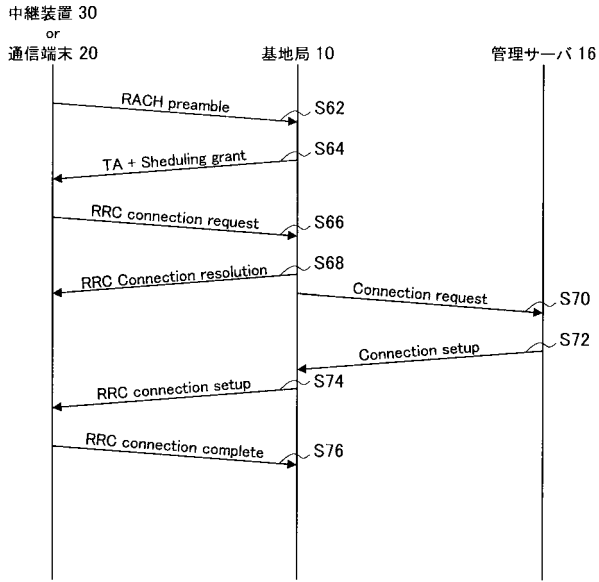 中継装置 30
or
通信端末 20
基地局 10
管理サーバ 16
RACH preamble
S62
TA + Sheduling grant
S64
RRC connection request
S66
RRC Connection resolution
S68
Connection request
S70
Connection setup
S72
RRC connection setup
S74
RRC connection complete
S76